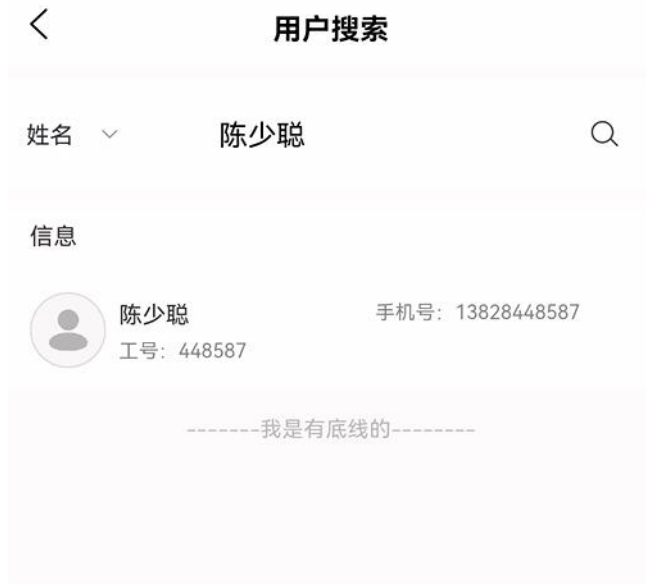 用户搜索
姓名 陈少聪
信息
陈少聪 手机号：13828448587
工号：448587
-------我是有底线的--------